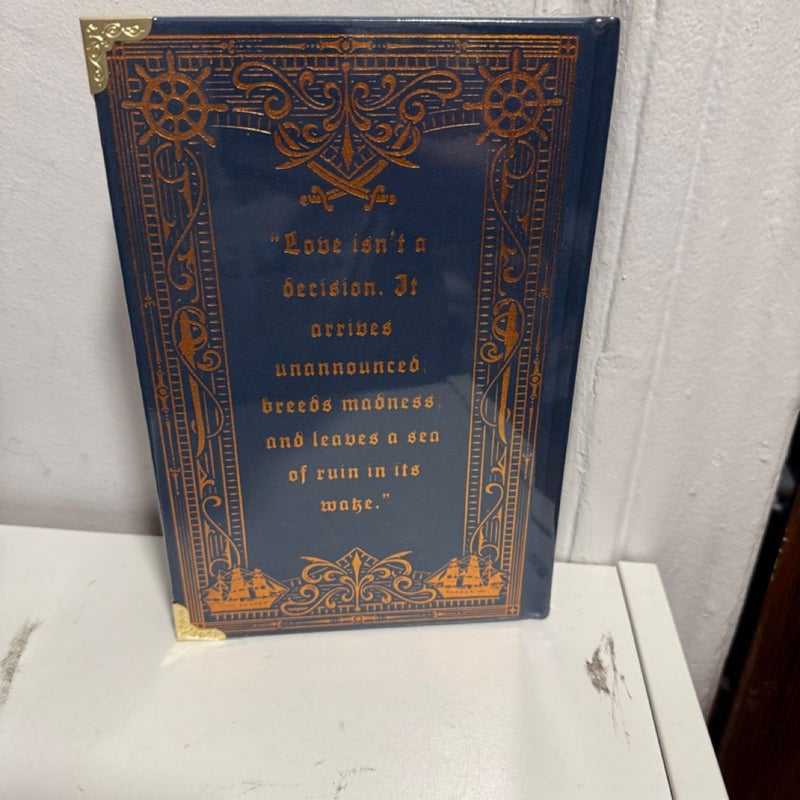 “Love isn't a
decision. It
arrives
unannounced,
breeds madness,
and leaves a sea
of ruin in its
wake.”